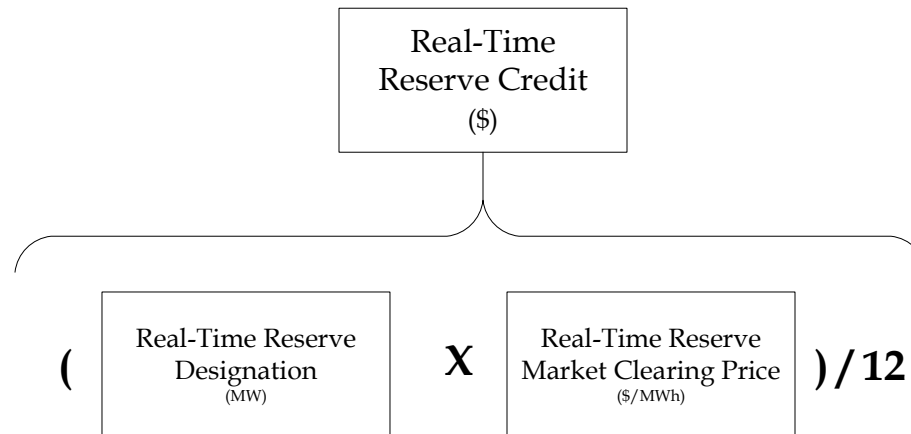 Real-Time
Reserve Credit
($)
( Real-Time Reserve Designation (MW) X Real-Time Reserve Market Clearing Price ($/MWh) ) / 12